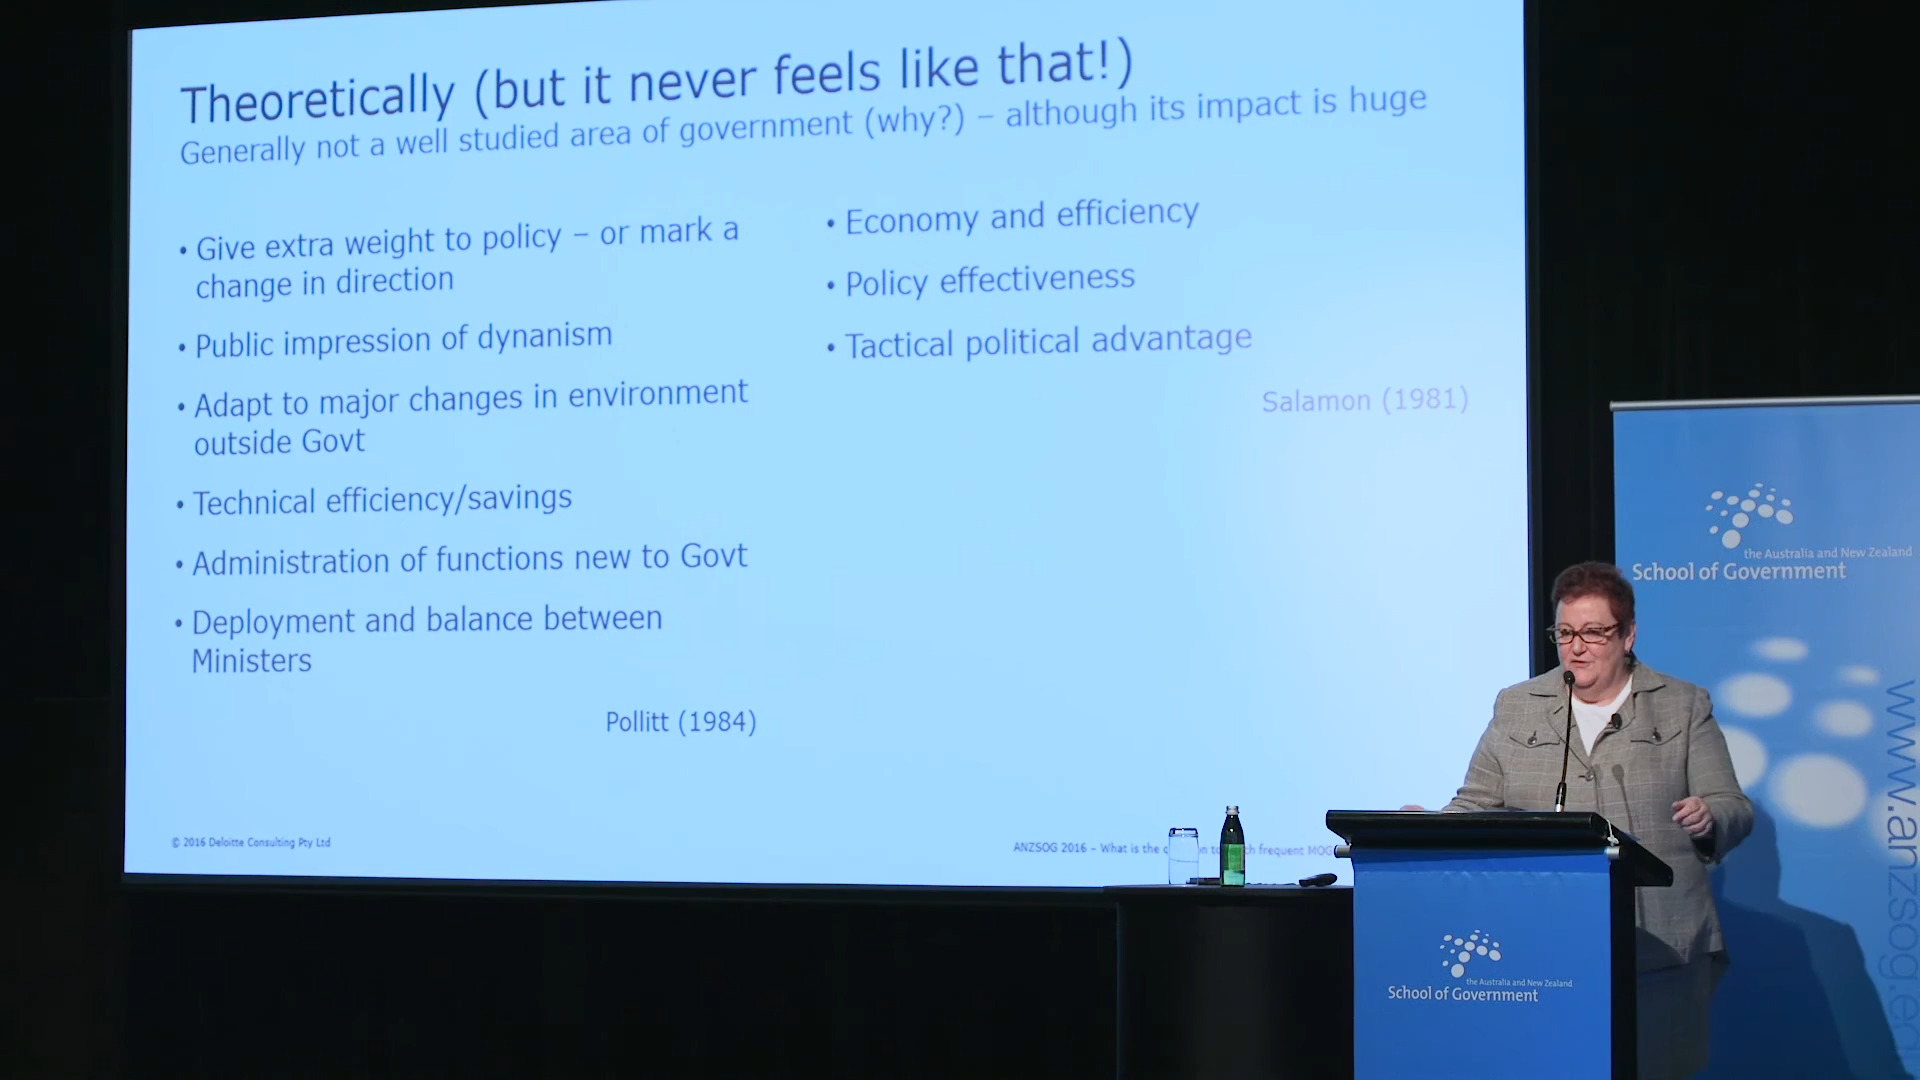 Theoretically (but it never feels like that!)
Generally not a well studied area of government (why?) – although its impact is huge
• Give extra weight to policy – or mark a
change in direction
• Public impression of dynanism
• Adapt to major changes in environment
outside Govt
• Technical efficiency/savings
• Administration of functions new to Govt
• Deployment and balance between
Ministers
Pollitt (1984)
• Economy and efficiency
• Policy effectiveness
• Tactical political advantage
Salamon (1981)
© 2016 Deloitte Consulting Pty Ltd
ANZSOG 2016 – What is the to frequent MOG
the Australia and New Zealand
School of Government
www.anzsog.e
the Australia and New Zealand
School of Government